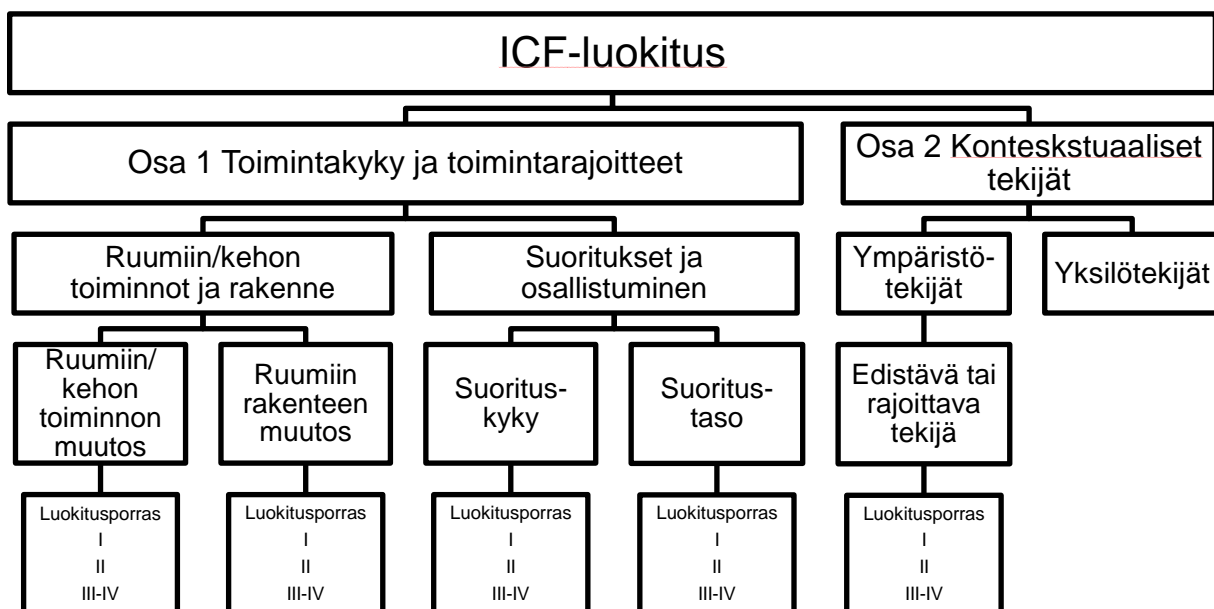 ICF-luokitus
Osa 1 Toimintakyky ja toimintarajoitteet
Osa 2 Konteskstuaaliset
tekijät
Ruumiin/kehon
toiminnot ja rakenne
Suoritukset ja
osallistuminen
Ympäristö-
tekijät
Yksilötekijät
Ruumiin/
kehon
toiminnon
muutos
Ruumiin
rakenteen
muutos
Suoritus-
kyky
Suoritus-
taso
Edistävä tai
rajoittava
tekijä
Luokitusporras
I
II
III-IV
Luokitusporras
I
II
III-IV
Luokitusporras
I
II
III-IV
Luokitusporras
I
II
III-IV
Luokitusporras
I
II
III-IV